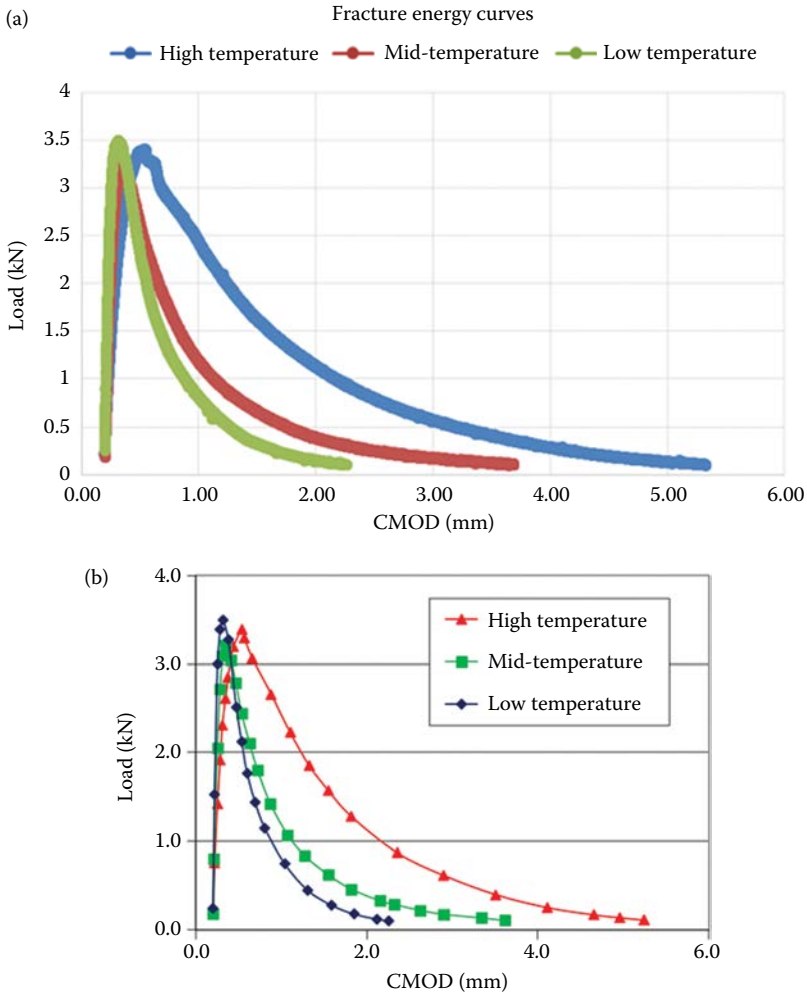 (a)
Fracture energy curves
High temperature Mid-temperature Low temperature
4
3.5
3
2.5
2
1.5
1
0.5
0
Load (kN)
0.00 1.00 2.00 3.00 4.00 5.00 6.00
CMOD (mm)
(b)
4.0
3.0
2.0
1.0
0.0
Load (kN)
High temperature
Mid-temperature
Low temperature
0.0 2.0 4.0 6.0
CMOD (mm)